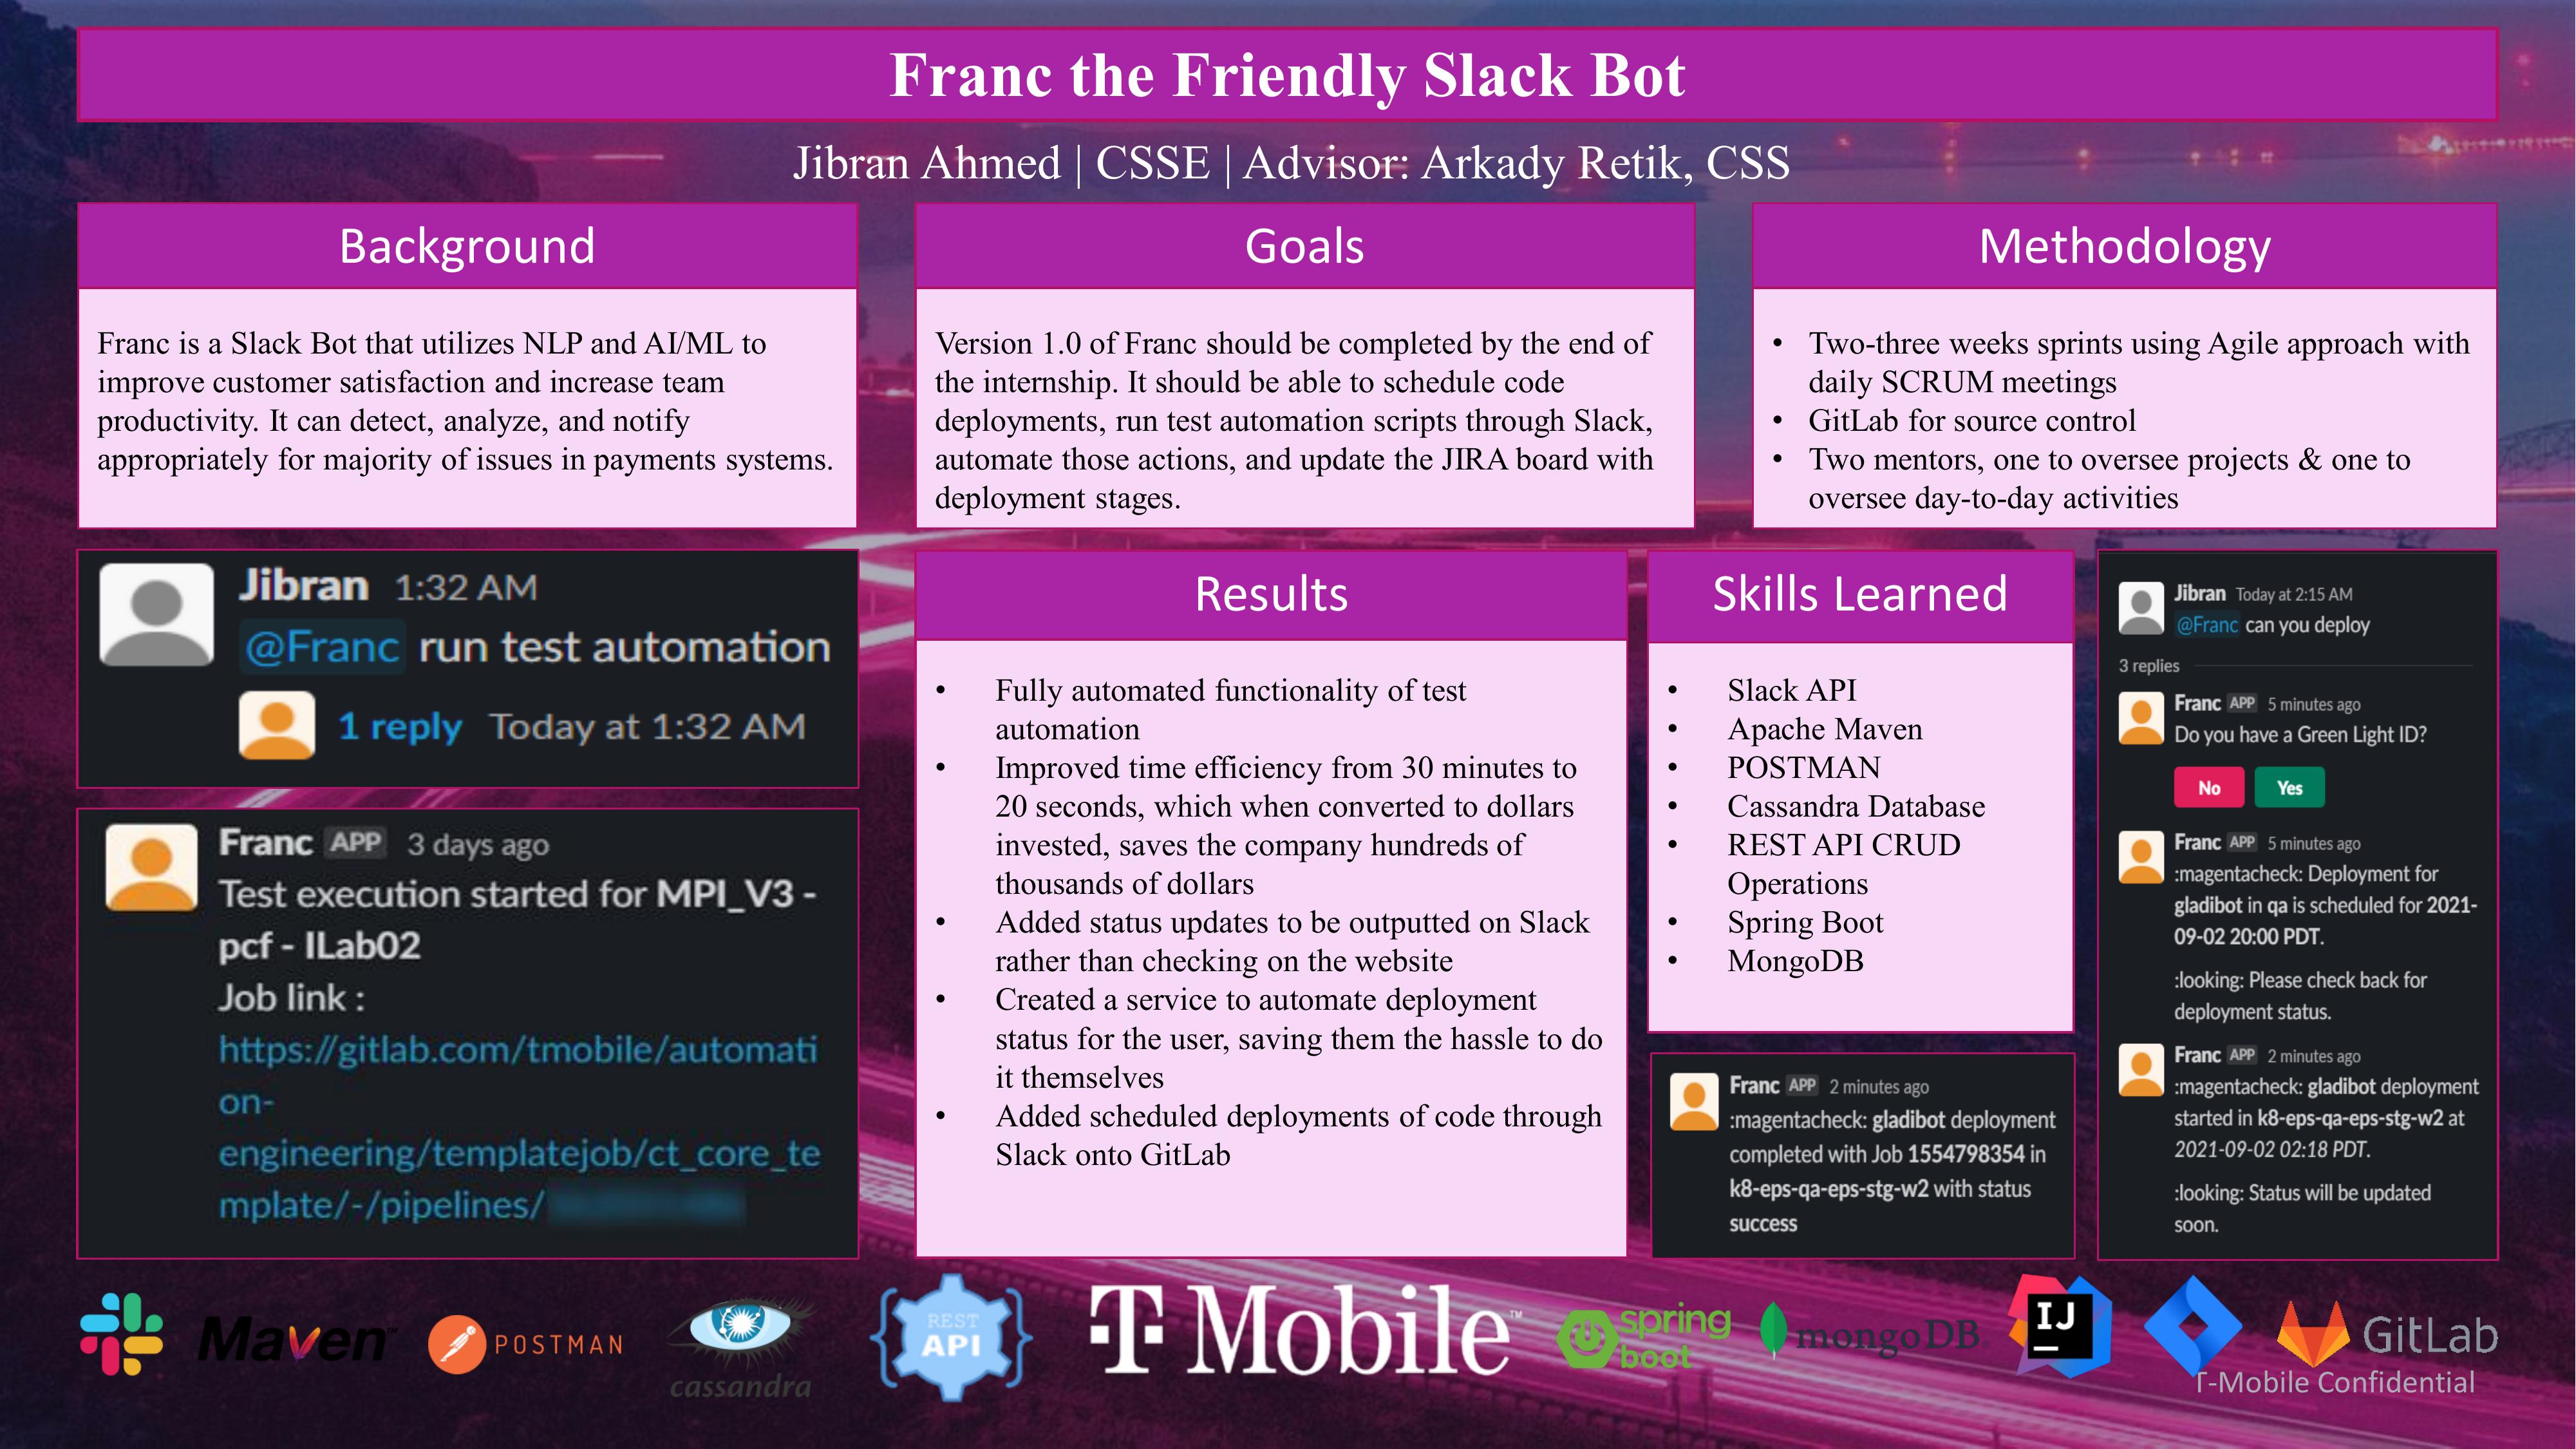 Franc the Friendly Slack Bot
Jibran Ahmed | CSSE | Advisor: Arkady Retik, CSS
Background
Franc is a Slack Bot that utilizes NLP and AI/ML to
improve customer satisfaction and increase team
productivity. It can detect, analyze, and notify
appropriately for majority of issues in payments systems.
Goals
Version 1.0 of Franc should be completed by the end of
the internship. It should be able to schedule code
deployments, run test automation scripts through Slack,
automate those actions, and update the JIRA board with
deployment stages.
Methodology
• Two-three weeks sprints using Agile approach with
daily SCRUM meetings
• GitLab for source control
• Two mentors, one to oversee projects & one to
oversee day-to-day activities
Jibran 1:32 AM
@Franc run test automation
1 reply Today at 1:32 AM
Franc APP 3 days ago
Test execution started for MPI_V3 -
pcf - ILab02
Job link :
https://gitlab.com/tmobile/automati
on-
engineering/templatejob/ct_core_te
mplate/-/pipelines/
Results
• Fully automated functionality of test
automation
• Improved time efficiency from 30 minutes to
20 seconds, which when converted to dollars
invested, saves the company hundreds of
thousands of dollars
• Added status updates to be outputted on Slack
rather than checking on the website
• Created a service to automate deployment
status for the user, saving them the hassle to do
it themselves
• Added scheduled deployments of code through
Slack onto GitLab
Skills Learned
• Slack API
• Apache Maven
• POSTMAN
• Cassandra Database
• REST API CRUD
Operations
• Spring Boot
• MongoDB
Franc APP 2 minutes ago
:magentacheck: gladibot deployment
completed with Job 1554798354 in
k8-eps-qa-eps-stg-w2 with status
success
Jibran Today at 2:15 AM
@Franc can you deploy
3 replies
Franc APP 5 minutes ago
Do you have a Green Light ID?
No Yes
Franc APP 5 minutes ago
:magentacheck: Deployment for
gladibot in qa is scheduled for 2021-
09-02 20:00 PDT.
:looking: Please check back for
deployment status.
Franc APP 2 minutes ago
:magentacheck: gladibot deployment
started in k8-eps-qa-eps-stg-w2 at
2021-09-02 02:18 PDT.
:looking: Status will be updated
soon.
Maven™
POSTMAN
cassandra
REST
API
T Mobile™
spring
boot
mongoDB
IJ
GitLab
T-Mobile Confidential